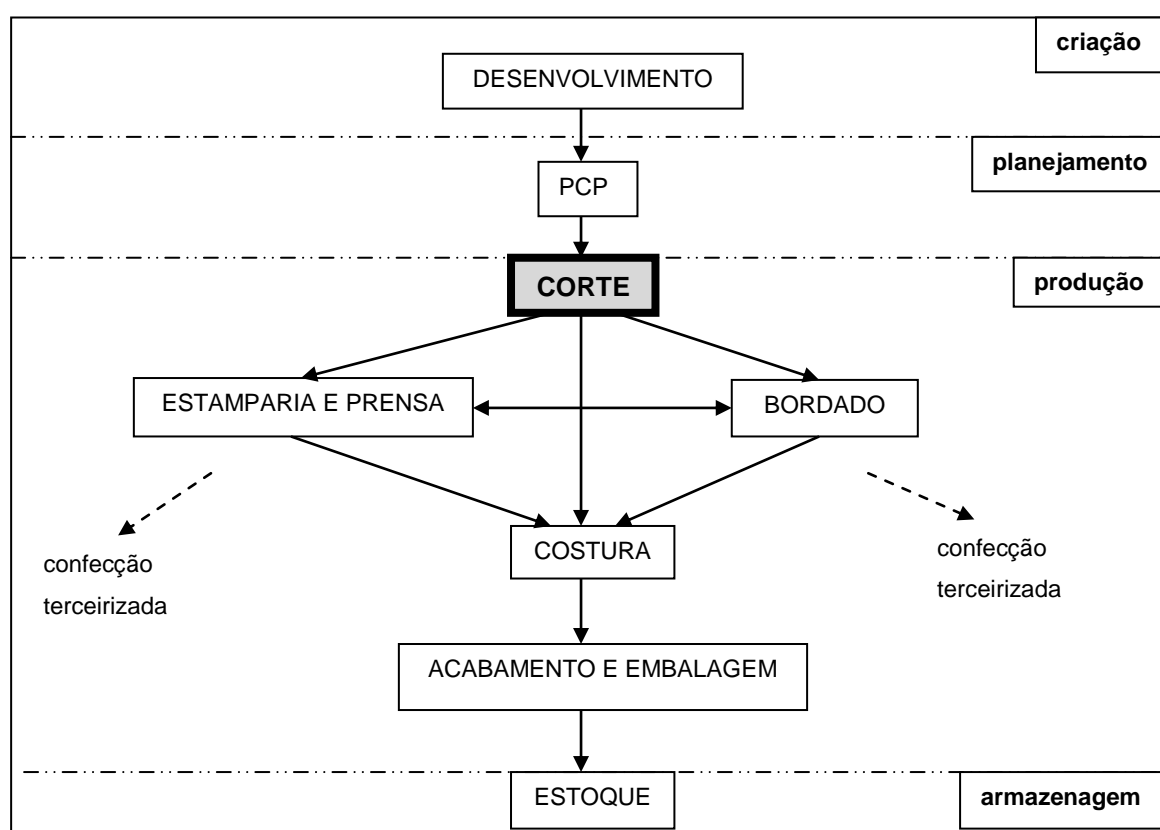 criação
DESENVOLVIMENTO
planejamento
PCP
produção
CORTE
ESTAMPARIA E PRENSA
BORDADO
COSTURA
confecção
terceirizada
confecção
terceirizada
ACABAMENTO E EMBALAGEM
ESTOQUE
armazenagem